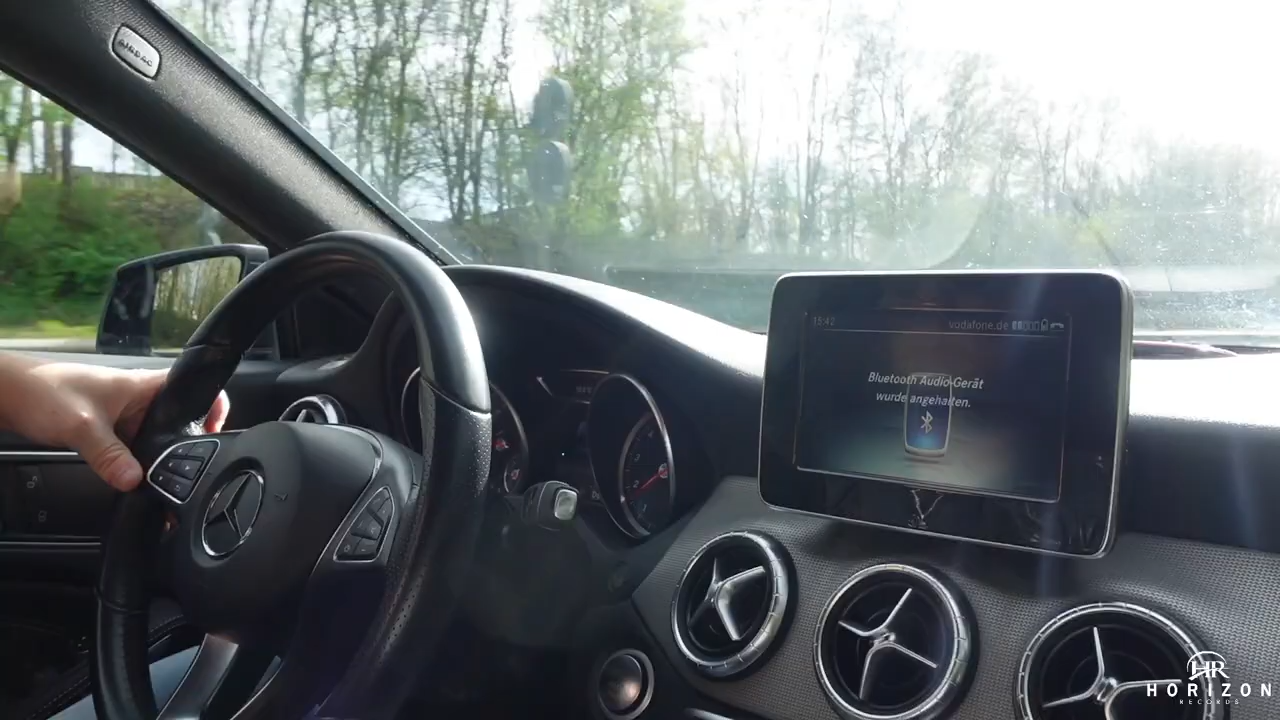 AIRBAG
15:42 vodafone.de
Bluetooth Audio-Gerät
wurde angehalten.
HR
HORIZON
RECORDS